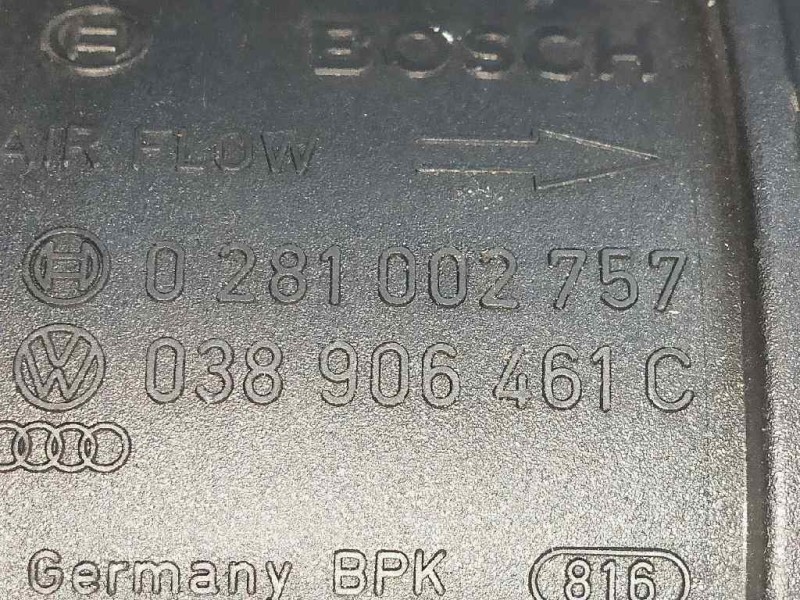 BOSCH
AIR FLOW
0 281 002 757
038 906 461 C
Germany BPK 816